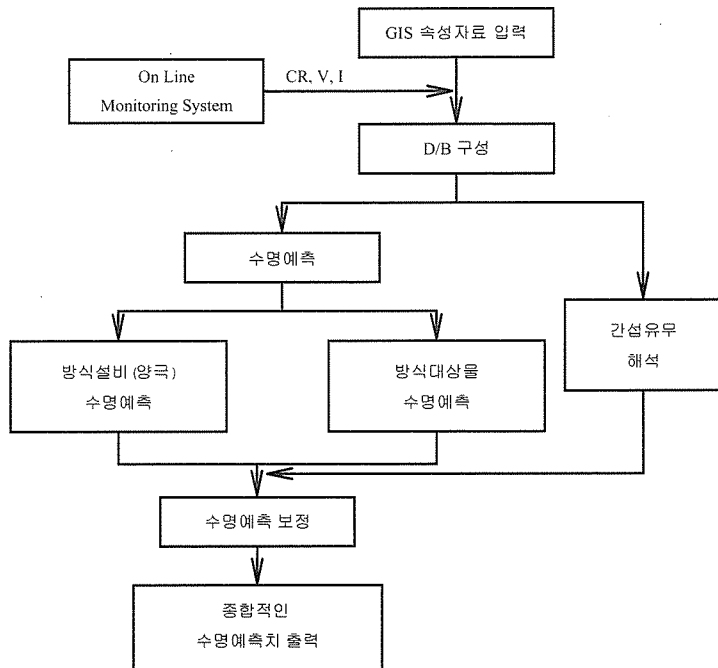 GIS 속성자료 입력
On Line
Monitoring System
CR, V, I
D/B 구성
수명예측
간섭유무
해석
방식설비 (양극)
수명예측
방식대상물
수명예측
수명예측 보정
종합적인
수명예측치 출력